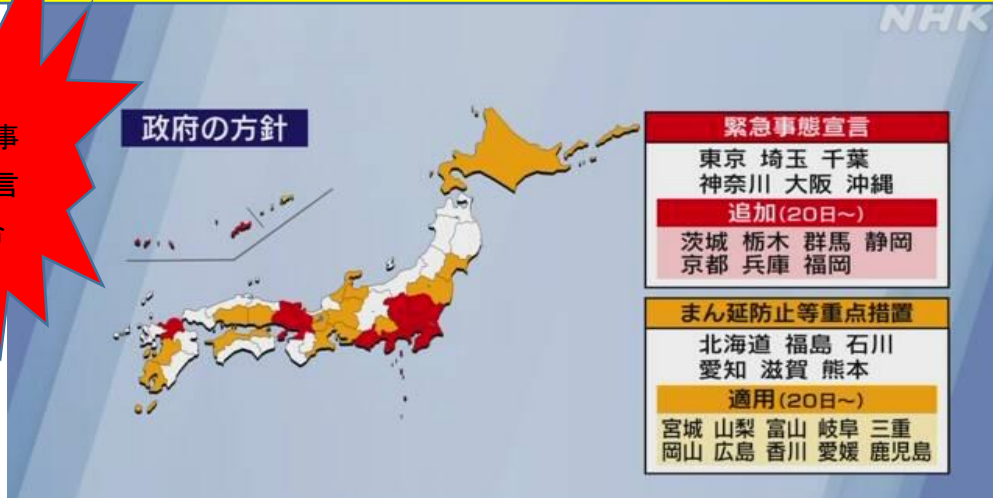 NHK
事
言
政府の方針
緊急事態宣言
東京 埼玉 千葉
神奈川 大阪 沖縄
追加(20日~)
茨城 栃木 群馬 静岡
京都 兵庫 福岡
まん延防止等重点措置
北海道 福島 石川
愛知 滋賀 熊本
適用(20日~)
宮城 山梨 富山 岐阜 三重
岡山 広島 香川 愛媛 鹿児島